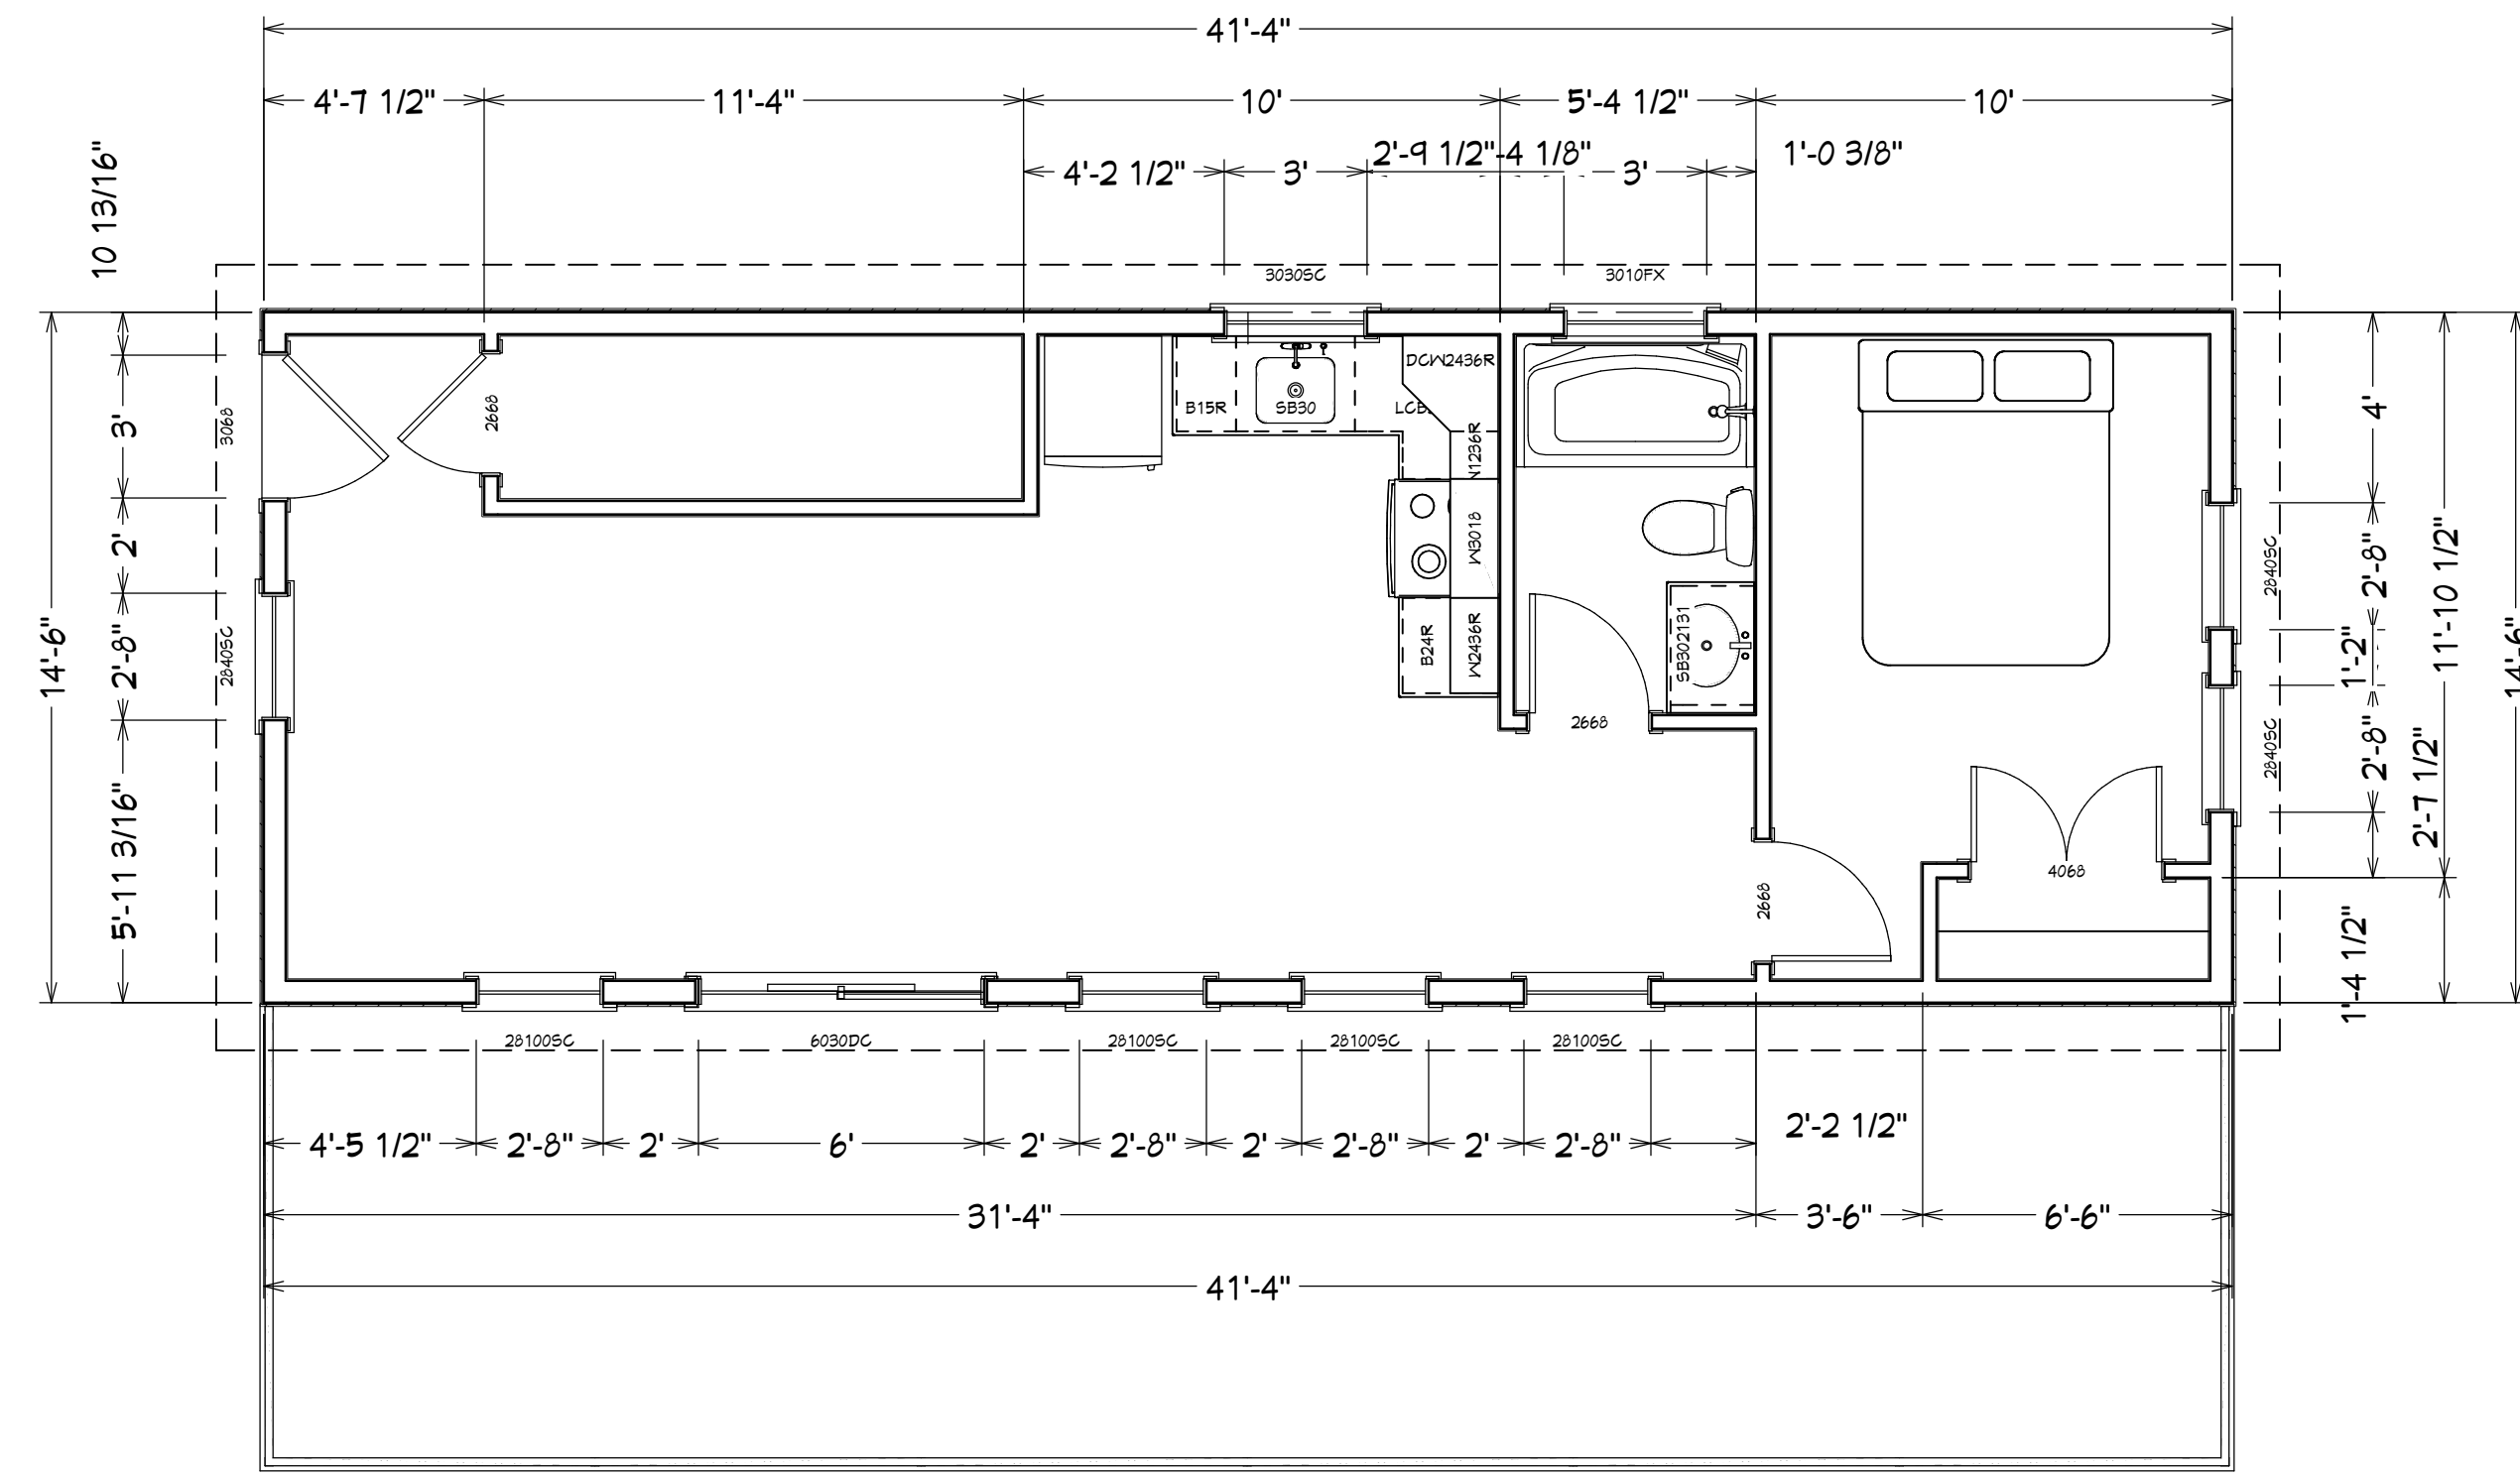 41'-4"
4'-7 1/2"
11'-4"
10'
5'-4 1/2"
10'
10 13/16"
4'-2 1/2"
3'
2'-9 1/2"-4 1/8"
3'
1'-0 3/8"
3030SC
3010FX
14'-6"
3'
3068
2668
B15R
SB30
DCW2436R
4'
2'
2'-8"
2840SC
5'-11 3/16"
W3018
B24R
W2436R
SB302131
2668
2668
4068
2840SC
2840SC
2'-8"
1'-2"
2'-8"
11'-10 1/2"
2'-7 1/2"
1'-4 1/2"
14'-6"
28100SC
6030DC
28100SC
28100SC
28100SC
4'-5 1/2"
2'-8"
2'
6'
2'
2'-8"
2'
2'-8"
2'
2'-8"
2'-2 1/2"
31'-4"
3'-6"
6'-6"
41'-4"